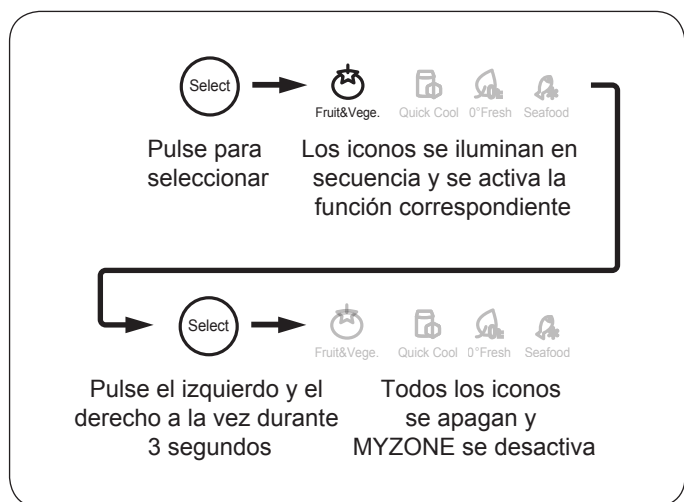 Select
Fruit&Vege. Quick Cool 0°Fresh Seafood
Pulse para
seleccionar
Los iconos se iluminan en
secuencia y se activa la
función correspondiente
Select
Fruit&Vege. Quick Cool 0°Fresh Seafood
Pulse el izquierdo y el
derecho a la vez durante
3 segundos
Todos los iconos
se apagan y
MYZONE se desactiva